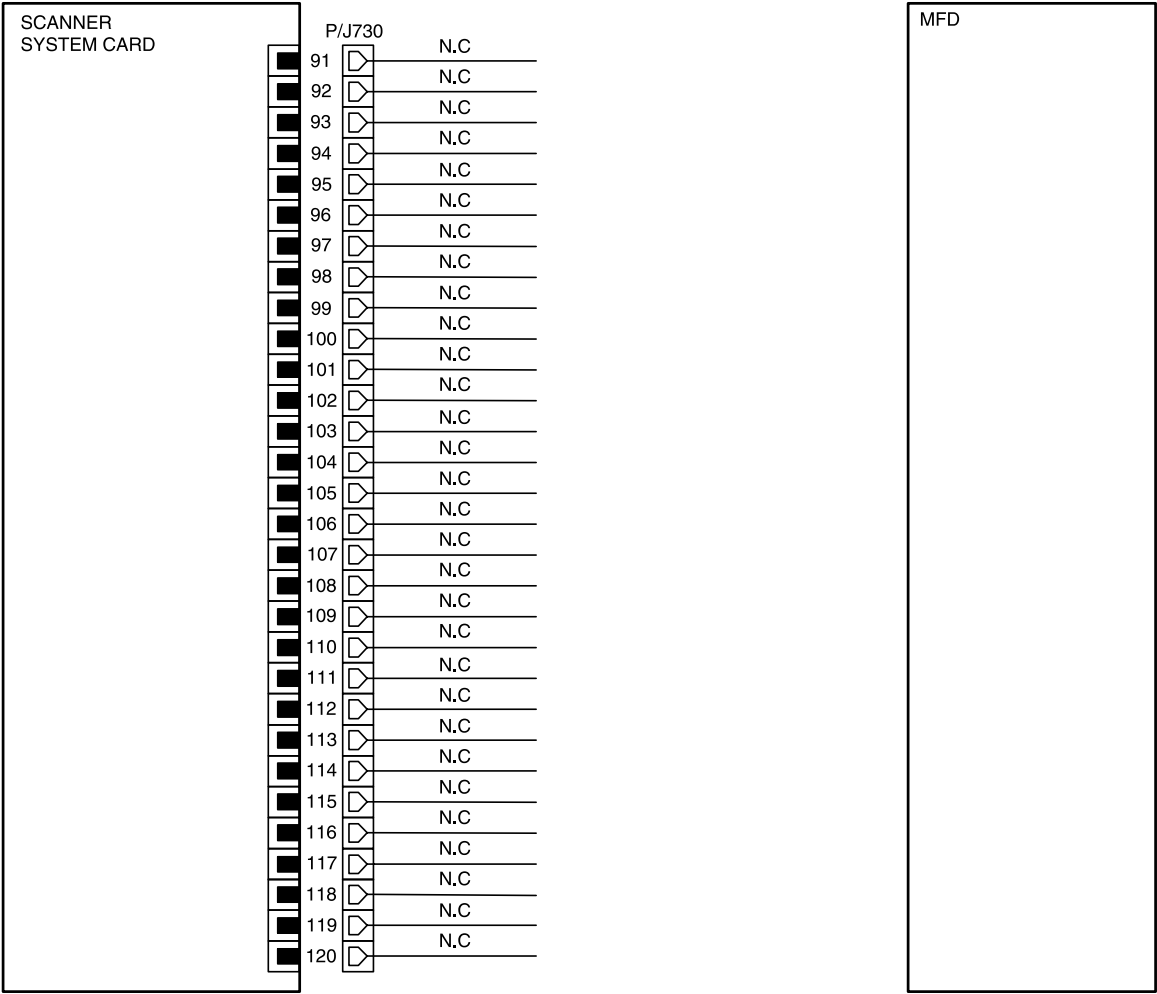 SCANNER
SYSTEM CARD
MFD
P/J730
91 N.C
92 N.C
93 N.C
94 N.C
95 N.C
96 N.C
97 N.C
98 N.C
99 N.C
100 N.C
101 N.C
102 N.C
103 N.C
104 N.C
105 N.C
106 N.C
107 N.C
108 N.C
109 N.C
110 N.C
111 N.C
112 N.C
113 N.C
114 N.C
115 N.C
116 N.C
117 N.C
118 N.C
119 N.C
120 N.C